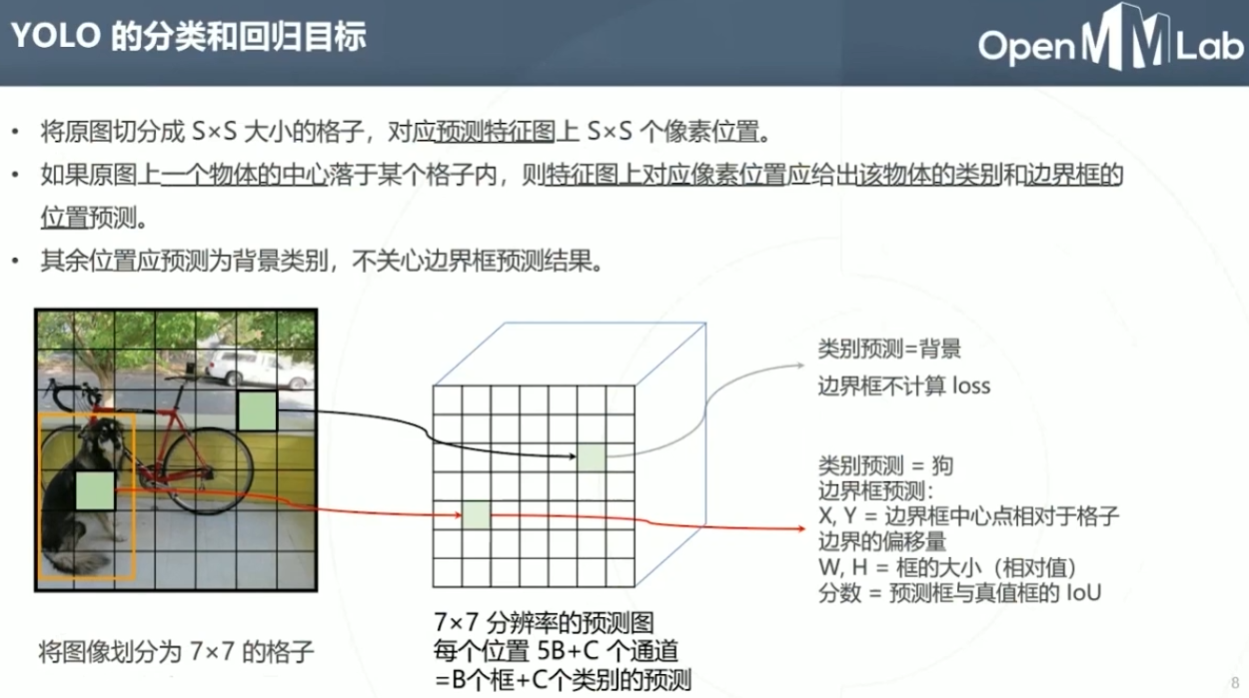 YOLO 的分类和回归目标
OpenMMLab
• 将原图切分成 S×S 大小的格子，对应预测特征图上 S×S 个像素位置。
• 如果原图上一个物体的中心落于某个格子内，则特征图上对应像素位置应给出该物体的类别和边界框的
位置预测。
• 其余位置应预测为背景类别，不关心边界框预测结果。
类别预测=背景
边界框不计算 loss
类别预测 = 狗
边界框预测：
X, Y = 边界框中心点相对于格子
边界的偏移量
W, H = 框的大小（相对值）
分数 = 预测框与真值框的 IoU
将图像划分为 7×7 的格子
7×7 分辨率的预测图
每个位置 5B+C 个通道
=B个框+C个类别的预测
8